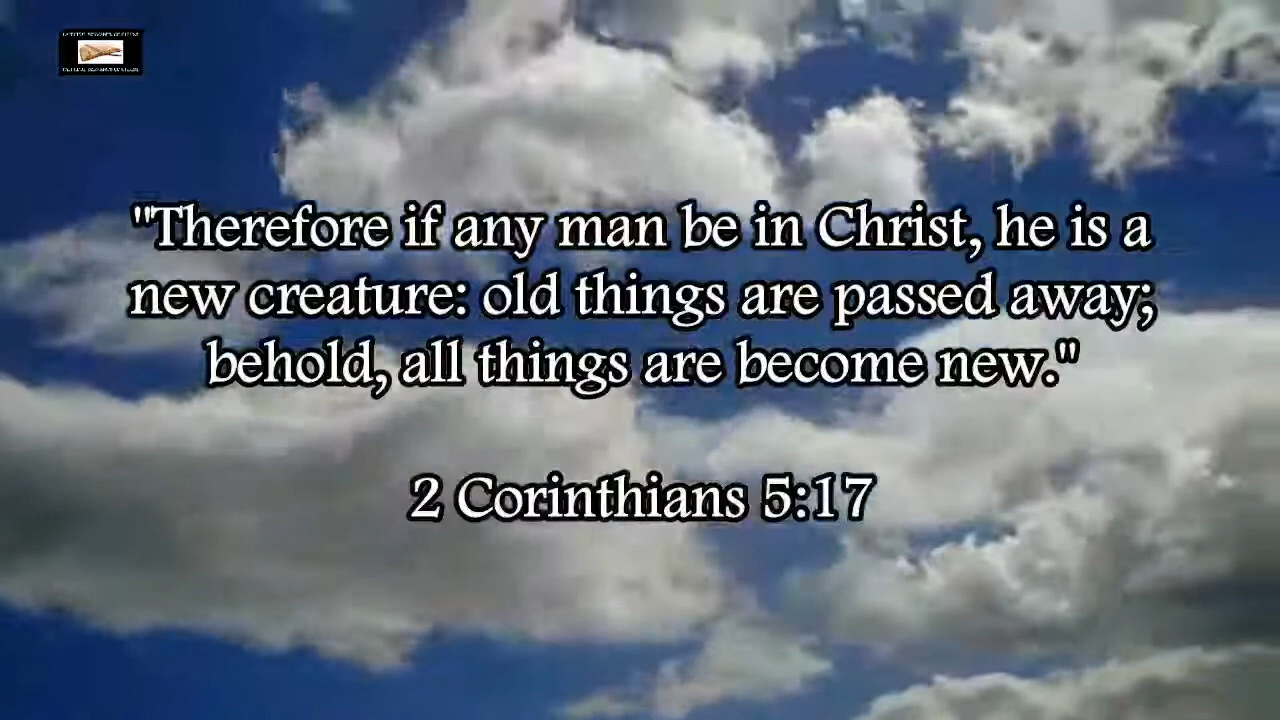 "Therefore if any man be in Christ, he is a
new creature: old things are passed away;
behold, all things are become new."
2 Corinthians 5:17